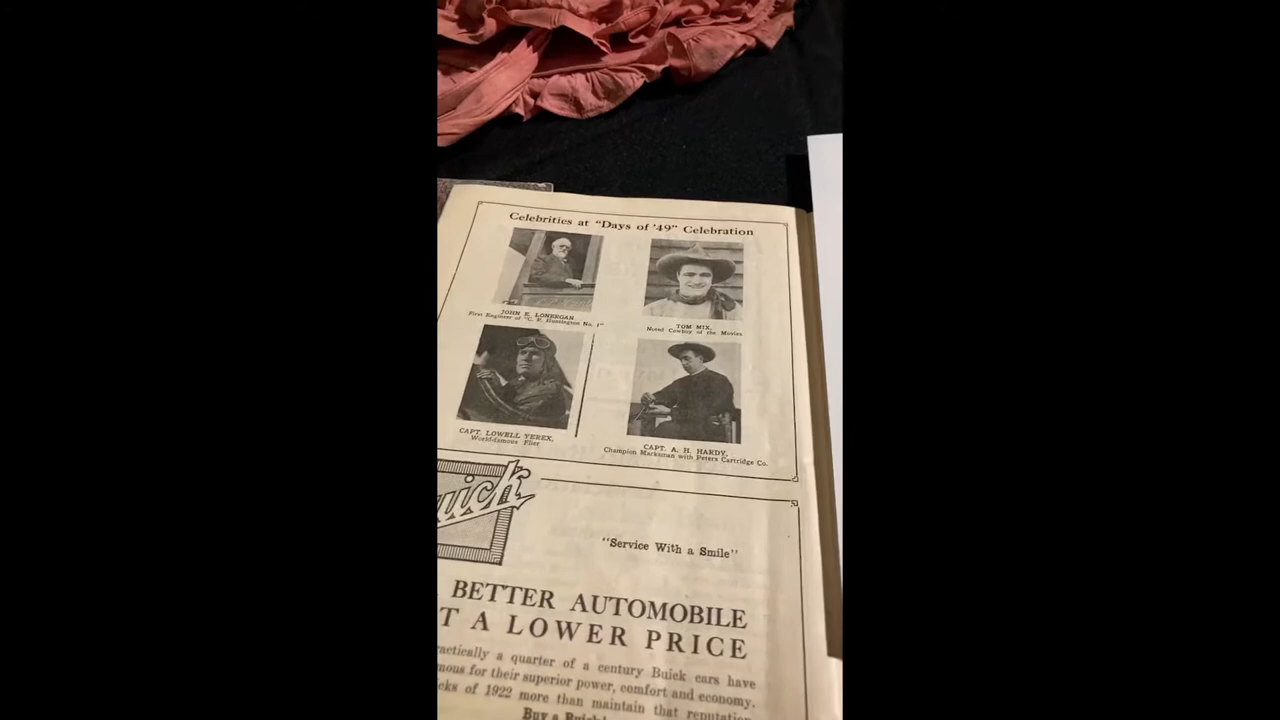 Celebrities at "Days of '49" Celebration
JOHN E. LONERGAN
First Engineer of "C. P. Huntington No. 1"
TOM MIX,
Noted Cowboy of the Movies
CAPT. LOWELL YEREX,
World-famous Flier
CAPT. A. H. HARDY,
Champion Marksman with Peters Cartridge Co.
uick
"Service With a Smile"
BETTER AUTOMOBILE
T A LOWER PRICE
ractically a quarter of a century Buick cars have
mous for their superior power, comfort and economy.
cks of 1922 more than maintain that reputation
Buy a Buick